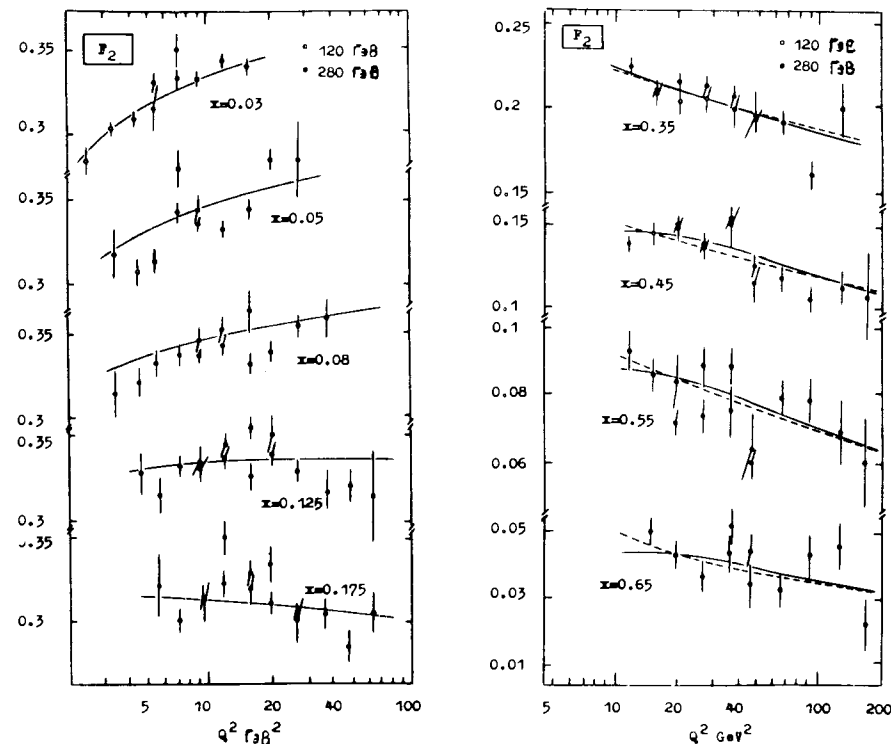 F₂
○ 120 ГэВ
• 280 ГэВ
0.35
0.3
x=0.03
0.35
0.3
x=0.05
0.35
0.3
x=0.08
0.35
0.3
x=0.125
0.35
0.3
x=0.175
5 10 20 40 100
Q² ГэВ²
F₂
120 ГэВ
• 280 ГэВ
0.25
0.2
0.15
x=0.35
0.15
0.1
x=0.45
0.1
0.08
0.06
x=0.55
0.05
0.03
0.01
x=0.65
5 10 20 40 100 200
Q² GeV²